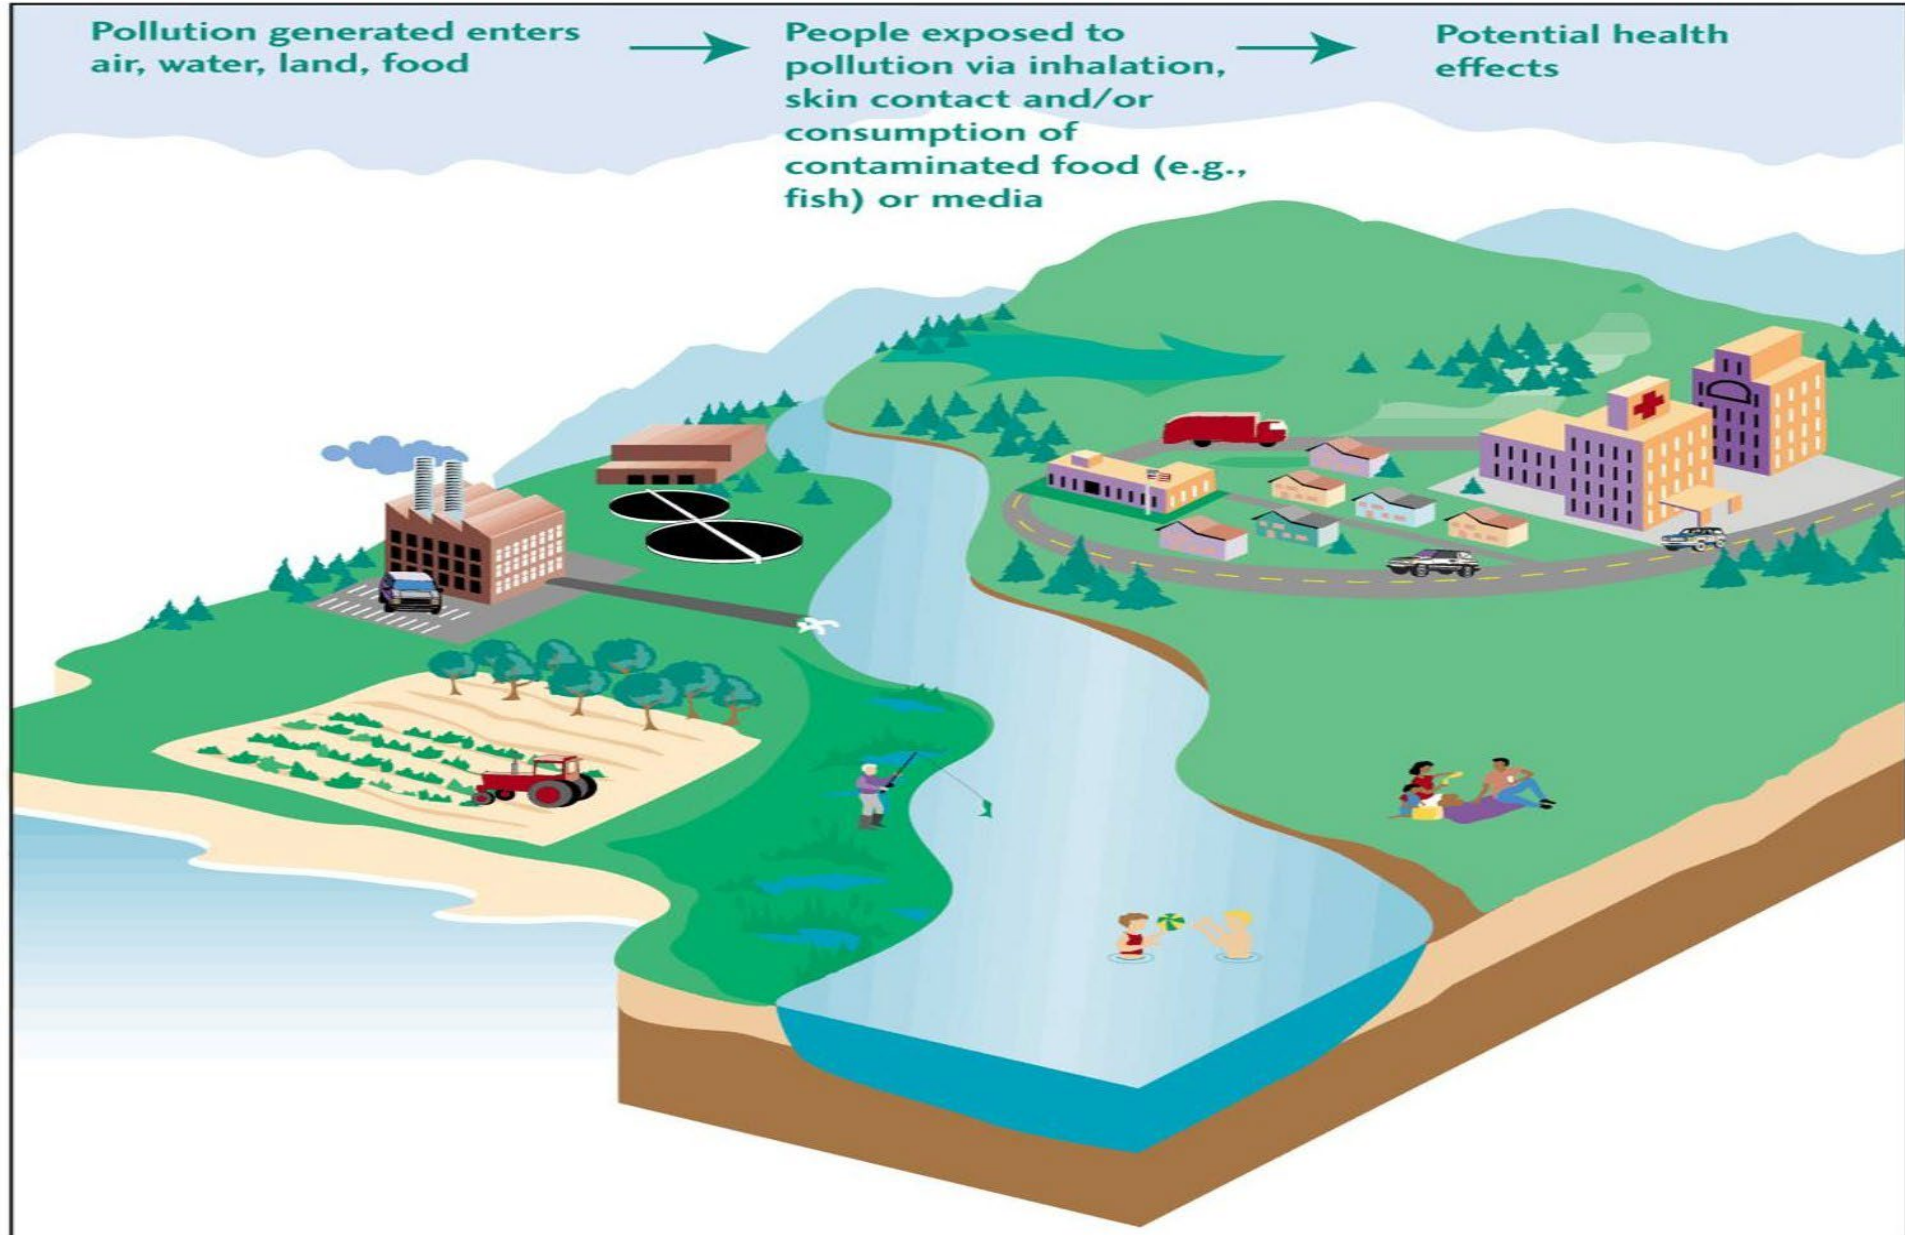 Pollution generated enters
air, water, land, food
People exposed to
pollution via inhalation,
skin contact and/or
consumption of
contaminated food (e.g.,
fish) or media
Potential health
effects